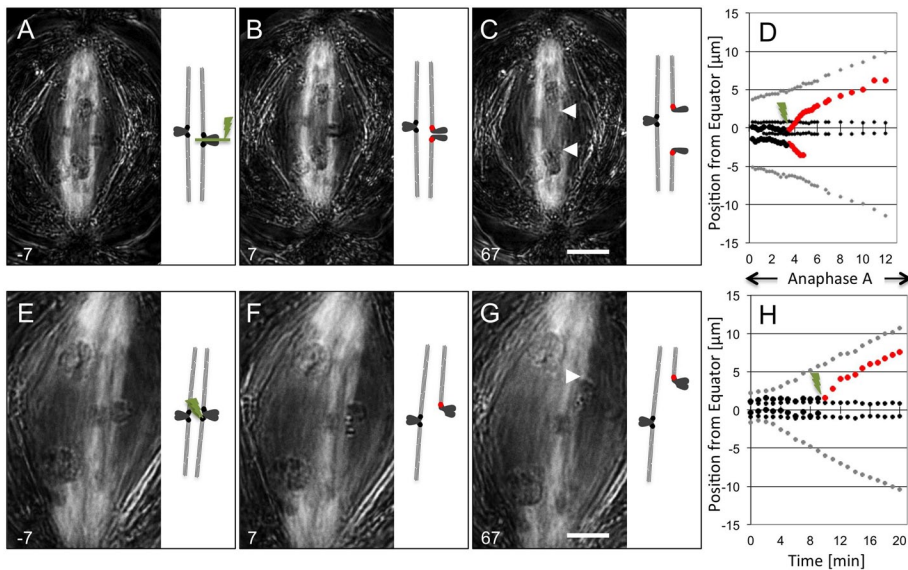 A
-7
B
7
C
67
D
Position from Equator [µm]
15
10
5
0
-5
-10
-15
0 2 4 6 8 10 12
Anaphase A
E
-7
F
7
G
67
H
Position from Equator [µm]
15
10
5
0
-5
-10
-15
0 4 8 12 16 20
Time [min]